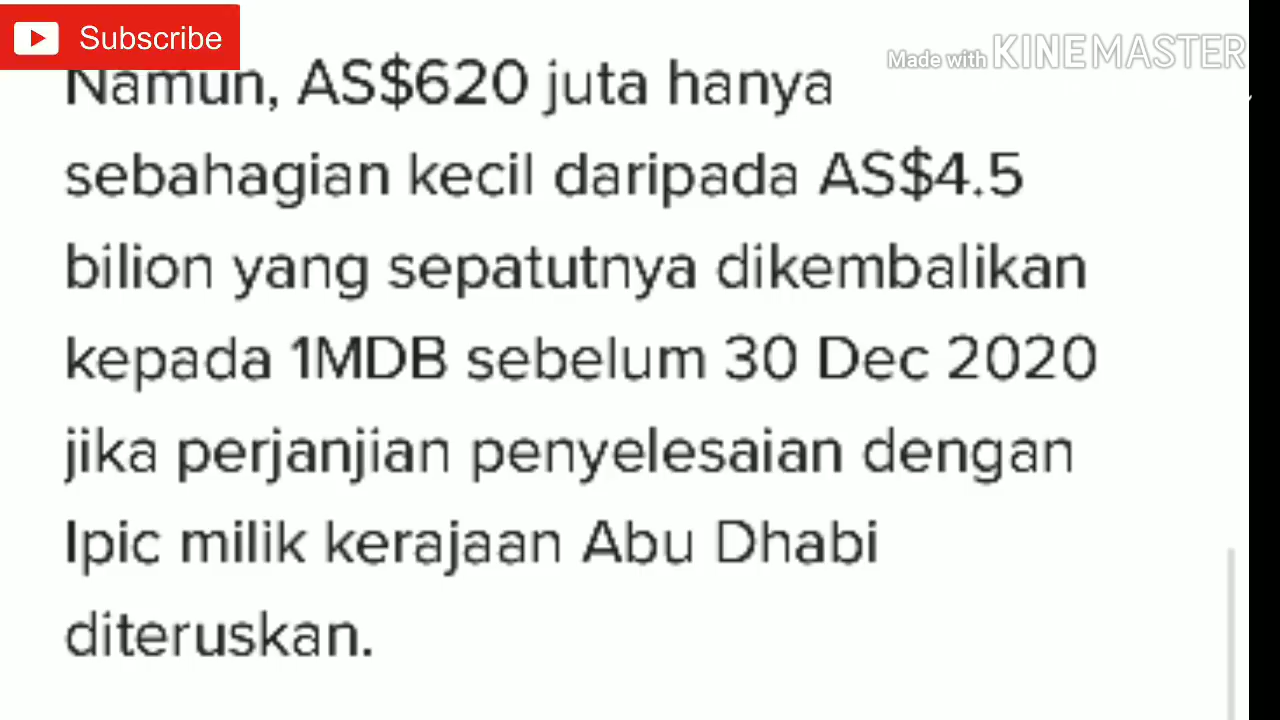 Subscribe
Made with KINEMASTER
Namun, AS$620 juta hanya
sebahagian kecil daripada AS$4.5
bilion yang sepatutnya dikembalikan
kepada 1MDB sebelum 30 Dec 2020
jika perjanjian penyelesaian dengan
Ipic milik kerajaan Abu Dhabi
diteruskan.